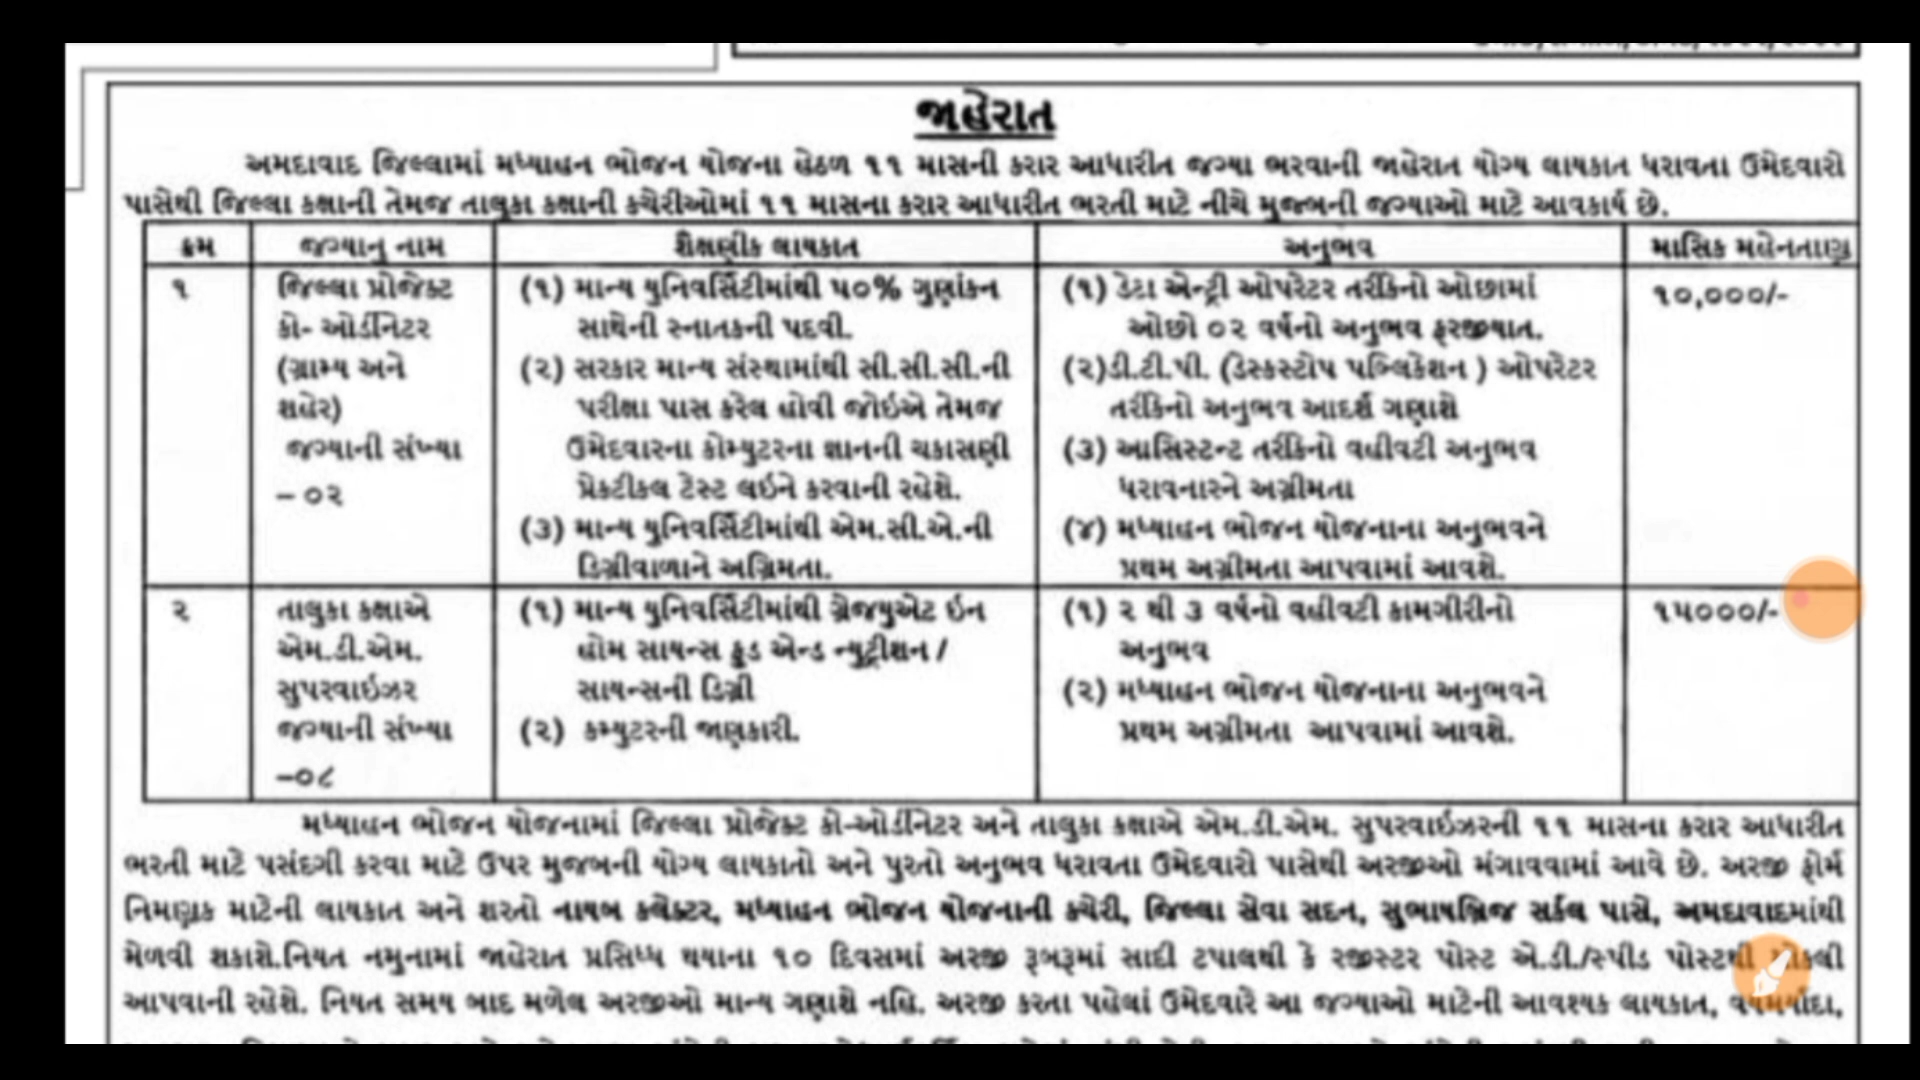 જાહેરાત
અમદાવાદ જિલ્લામાં મધ્યાહન ભોજન યોજના હેઠળ ૧૧ માસની કરાર આધારીત જગ્યા ભરવાની જાહેરાત યોગ્ય લાયકાત ધરાવતા ઉમેદવારો
પાસેથી જિલ્લા કક્ષાની તેમજ તાલુકા કક્ષાની કચેરીઓમાં ૧૧ માસના કરાર આધારીત ભરતી માટે નીચે મુજબની જગ્યાઓ માટે આવકાર્ય છે.
ક્રમ જગ્યાનુ નામ શૈક્ષણીક લાયકાત અનુભવ માસિક મહેનતાણુ
૧
જિલ્લા પ્રોજેક્ટ
કો- ઓર્ડીનેટર
(ગ્રામ્ય અને
શહેર)
જગ્યાની સંખ્યા
– ૦૨
(૧) માન્ય યુનિવર્સિટીમાંથી ૫૦% ગુણાંકન
સાથેની સ્નાતકની પદવી.
(૨) સરકાર માન્ય સંસ્થામાંથી સી.સી.સી.ની
પરીક્ષા પાસ કરેલ હોવી જોઇએ તેમજ
ઉમેદવારના કોમ્યુટરના જ્ઞાનની ચકાસણી
પ્રેક્ટીકલ ટેસ્ટ લઇને કરવાની રહેશે.
(૩) માન્ય યુનિવર્સિટીમાંથી એમ.સી.એ.ની
ડિગ્રીવાળાને અગ્રિમતા.
(૧) ડેટા એન્ટ્રી ઓપરેટર તરીકેનો ઓછામાં
ઓછો ૦૨ વર્ષનો અનુભવ ફરજીયાત.
(૨)ડી.ટી.પી. (ડેસ્કસ્ટોપ પબ્લિકેશન ) ઓપરેટર
તરીકેનો અનુભવ આદર્શ ગણાશે
(૩) આસિસ્ટન્ટ તરીકેનો વહીવટી અનુભવ
ધરાવનારને અગ્રીમતા
(૪) મધ્યાહન ભોજન યોજનાના અનુભવને
પ્રથમ અગ્રીમતા આપવામાં આવશે.
૧૦,૦૦૦/-
૨
તાલુકા કક્ષાએ
એમ.ડી.એમ.
સુપરવાઇઝર
જગ્યાની સંખ્યા
–૦૮
(૧) માન્ય યુનિવર્સિટીમાંથી ગ્રેજયુએટ ઇન
હોમ સાયન્સ ફુડ એન્ડ ન્યુટ્રીશન /
સાયન્સની ડિગ્રી
(૨) કમ્યુટરની જાણકારી.
(૧) ૨ થી ૩ વર્ષનો વહીવટી કામગીરીનો
અનુભવ
(૨) મધ્યાહન ભોજન યોજનાના અનુભવને
પ્રથમ અગ્રીમતા આપવામાં આવશે.
૧૫૦૦૦/-
મધ્યાહન ભોજન યોજનામાં જિલ્લા પ્રોજેક્ટ કો-ઓર્ડીનેટર અને તાલુકા કક્ષાએ એમ.ડી.એમ. સુપરવાઇઝરની ૧૧ માસના કરાર આધારીત
ભરતી માટે પસંદગી કરવા માટે ઉપર મુજબની યોગ્ય લાયકાતો અને પુરતો અનુભવ ધરાવતા ઉમેદવારો પાસેથી અરજીઓ મંગાવવામાં આવે છે. અરજી ફોર્મ
નિમણુક માટેની લાયકાત અને શરતો નાયબ કલેક્ટર, મધ્યાહન ભોજન યોજનાની કચેરી, જિલ્લા સેવા સદન, સુભાષબ્રિજ સર્કલ પાસે, અમદાવાદમાંથી
મેળવી શકાશે.નિયત નમુનામાં જાહેરાત પ્રસિધ્ધ થયાના ૧૦ દિવસમાં અરજી રૂબરૂમાં સાદી ટપાલથી કે રજીસ્ટર પોસ્ટ એ.ડી./સ્પીડ પોસ્ટથી મોકલી
આપવાની રહેશે. નિયત સમય બાદ મળેલ અરજીઓ માન્ય ગણાશે નહિ. અરજી કરતા પહેલાં ઉમેદવારે આ જગ્યાઓ માટેની આવશ્યક લાયકાત, વયમર્યાદા,